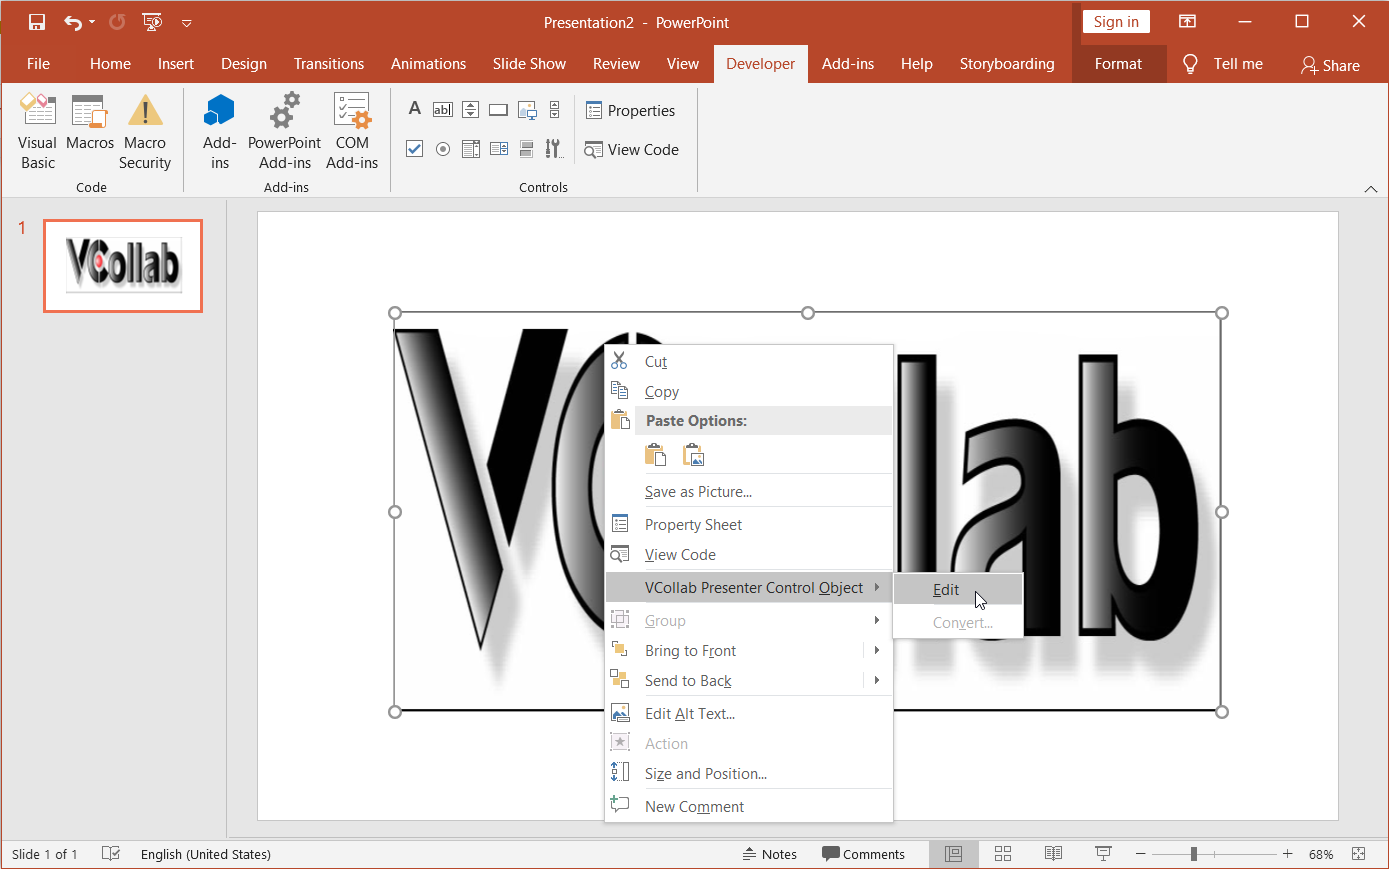 Presentation2 - PowerPoint
Sign in
File Home Insert Design Transitions Animations Slide Show Review View Developer Add-ins Help Storyboarding Format Tell me Share
Visual Basic
Macros
Macro Security
Code
Add-ins
PowerPoint Add-ins
COM Add-ins
Add-ins
A
abl
Properties
View Code
Controls
1
VCollab
V
lab
Cut
Copy
Paste Options:
Save as Picture...
Property Sheet
View Code
VCollab Presenter Control Object
Edit
Convert...
Group
Bring to Front
Send to Back
Edit Alt Text...
Action
Size and Position...
New Comment
Slide 1 of 1 English (United States) Notes Comments 68%